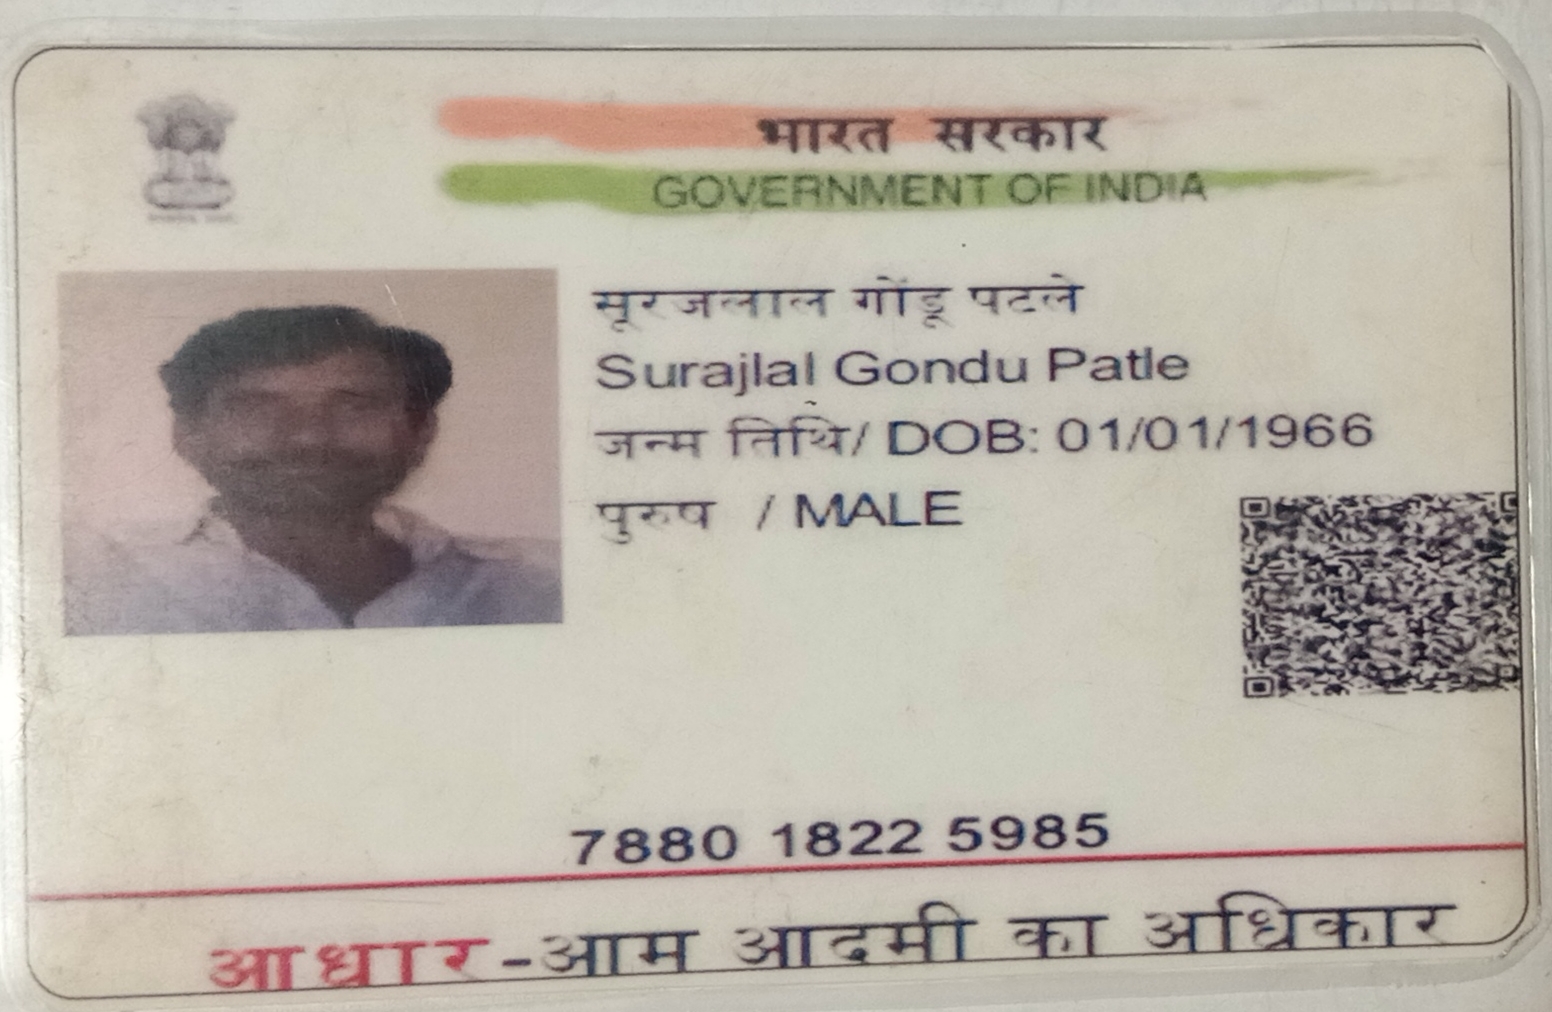 भारत सरकार
GOVERNMENT OF INDIA
सूरजलाल गोंडू पटले
Surajlal Gondu Patle
जन्म तिथि/ DOB: 01/01/1966
पुरुष / MALE
7880 1822 5985
आधार-आम आदमी का अधिकार